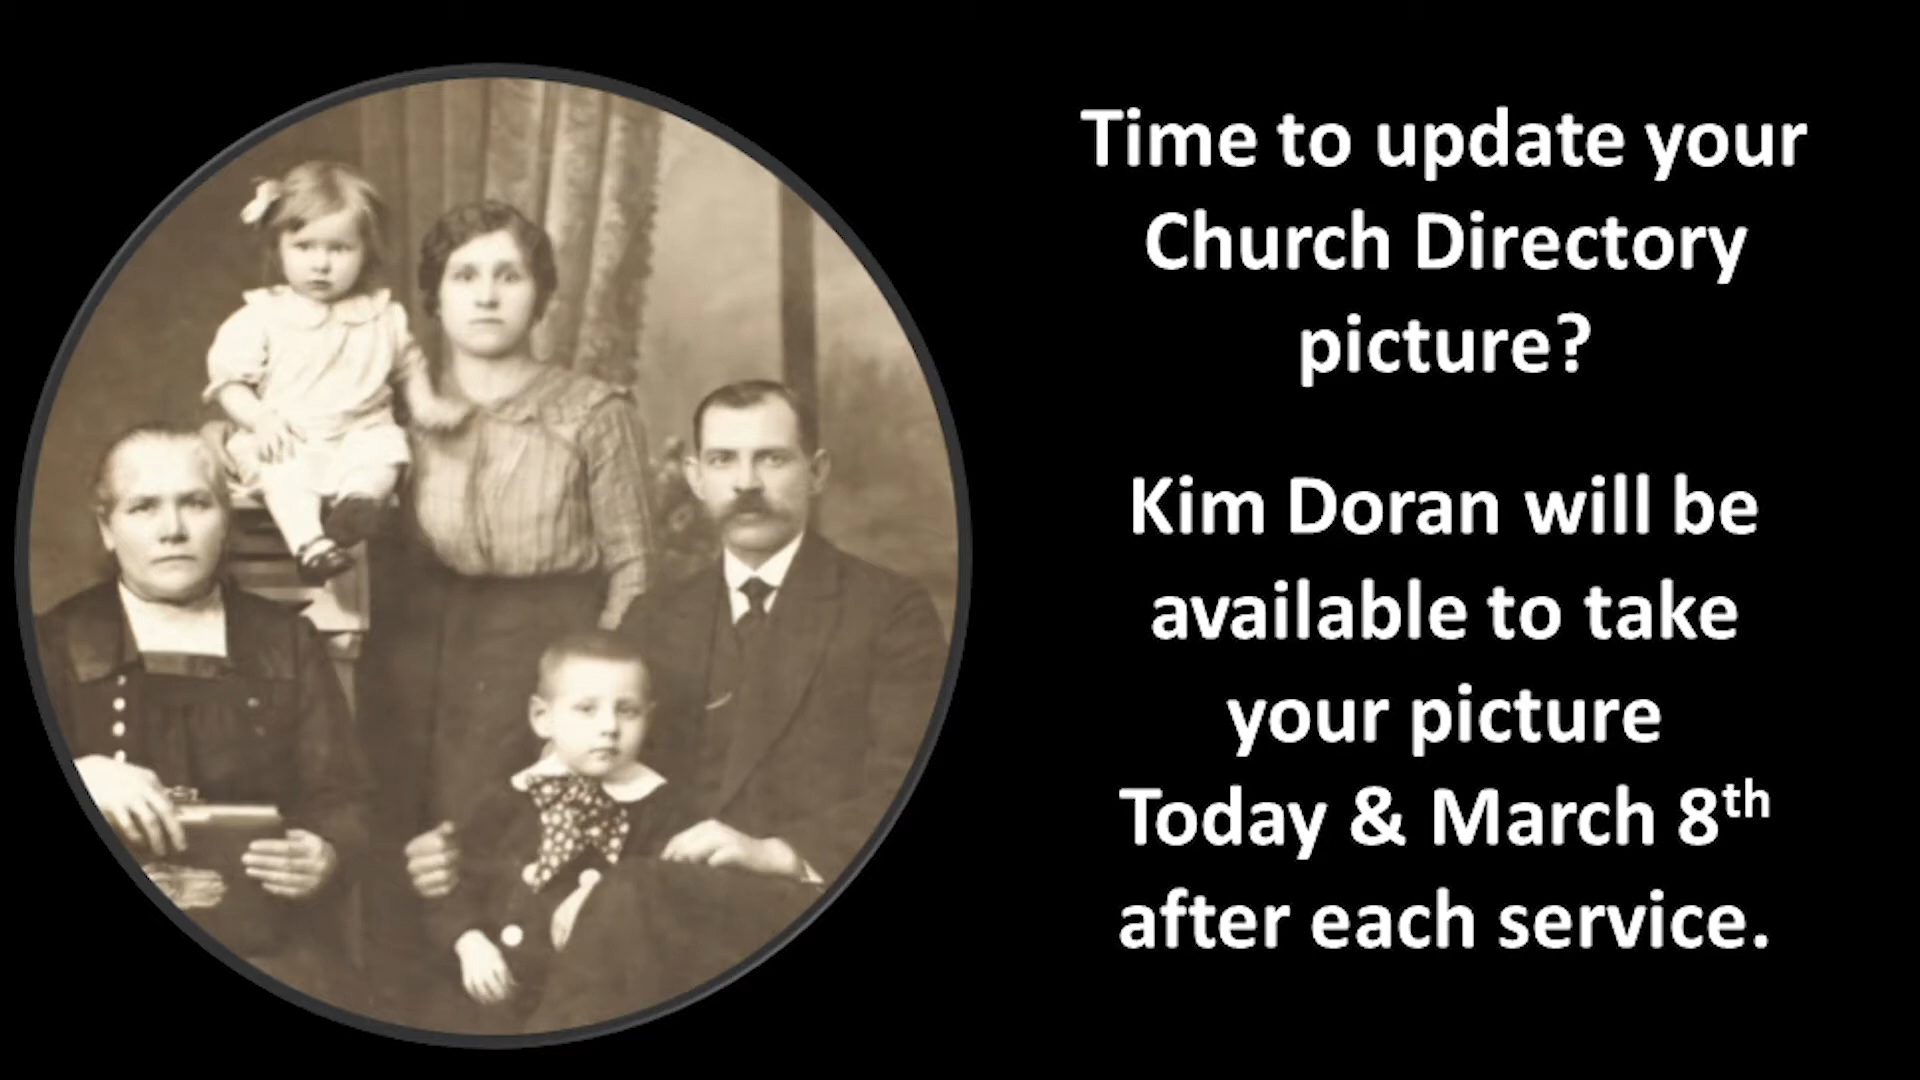 Time to update your
Church Directory
picture?
Kim Doran will be
available to take
your picture
Today & March 8th
after each service.